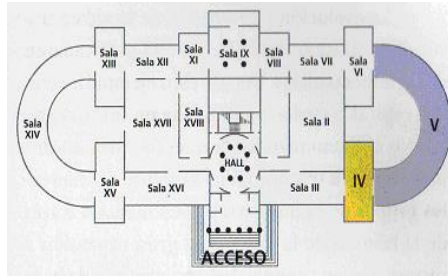 Sala
XIII
Sala XII
Sala
XI
Sala IX
Sala
VIII
Sala VII
Sala
VI
Sala
XIV
Sala XVII
Sala
XVIII
Sala II
V
HALL
Sala
XV
Sala XVI
Sala III
IV
ACCESO